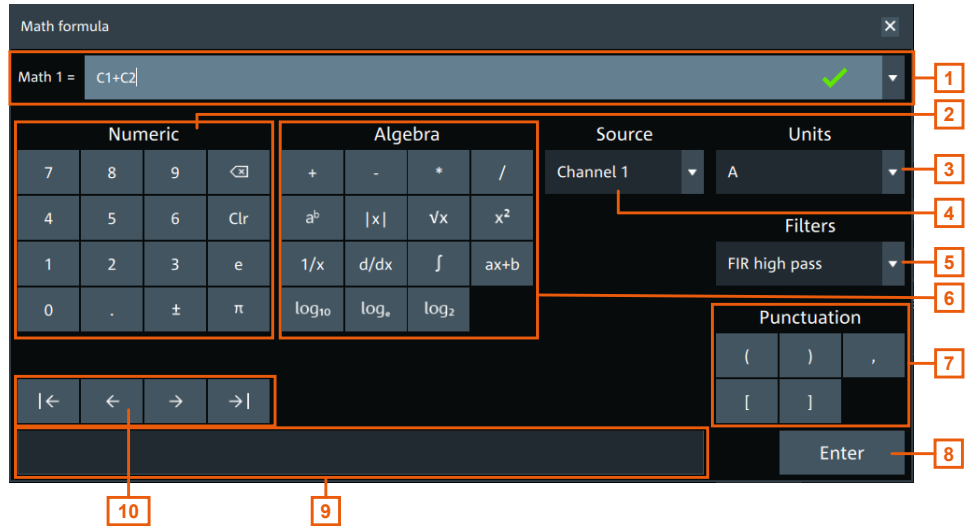 Math formula ✕
Math 1 = C1+C2 ✓ ▼
1
2
Numeric Algebra Source Units
7 8 9 ⌫ + - * / Channel 1 ▼ A ▼
3
4 5 6 Clr aᵇ |x| √x x²
4
Filters
1 2 3 e 1/x d/dx ∫ ax+b FIR high pass ▼
5
6
0 . ± π log₁₀ logₑ log₂
Punctuation
( ) ,
7
|← ← → →| [ ]
Enter
8
10 9